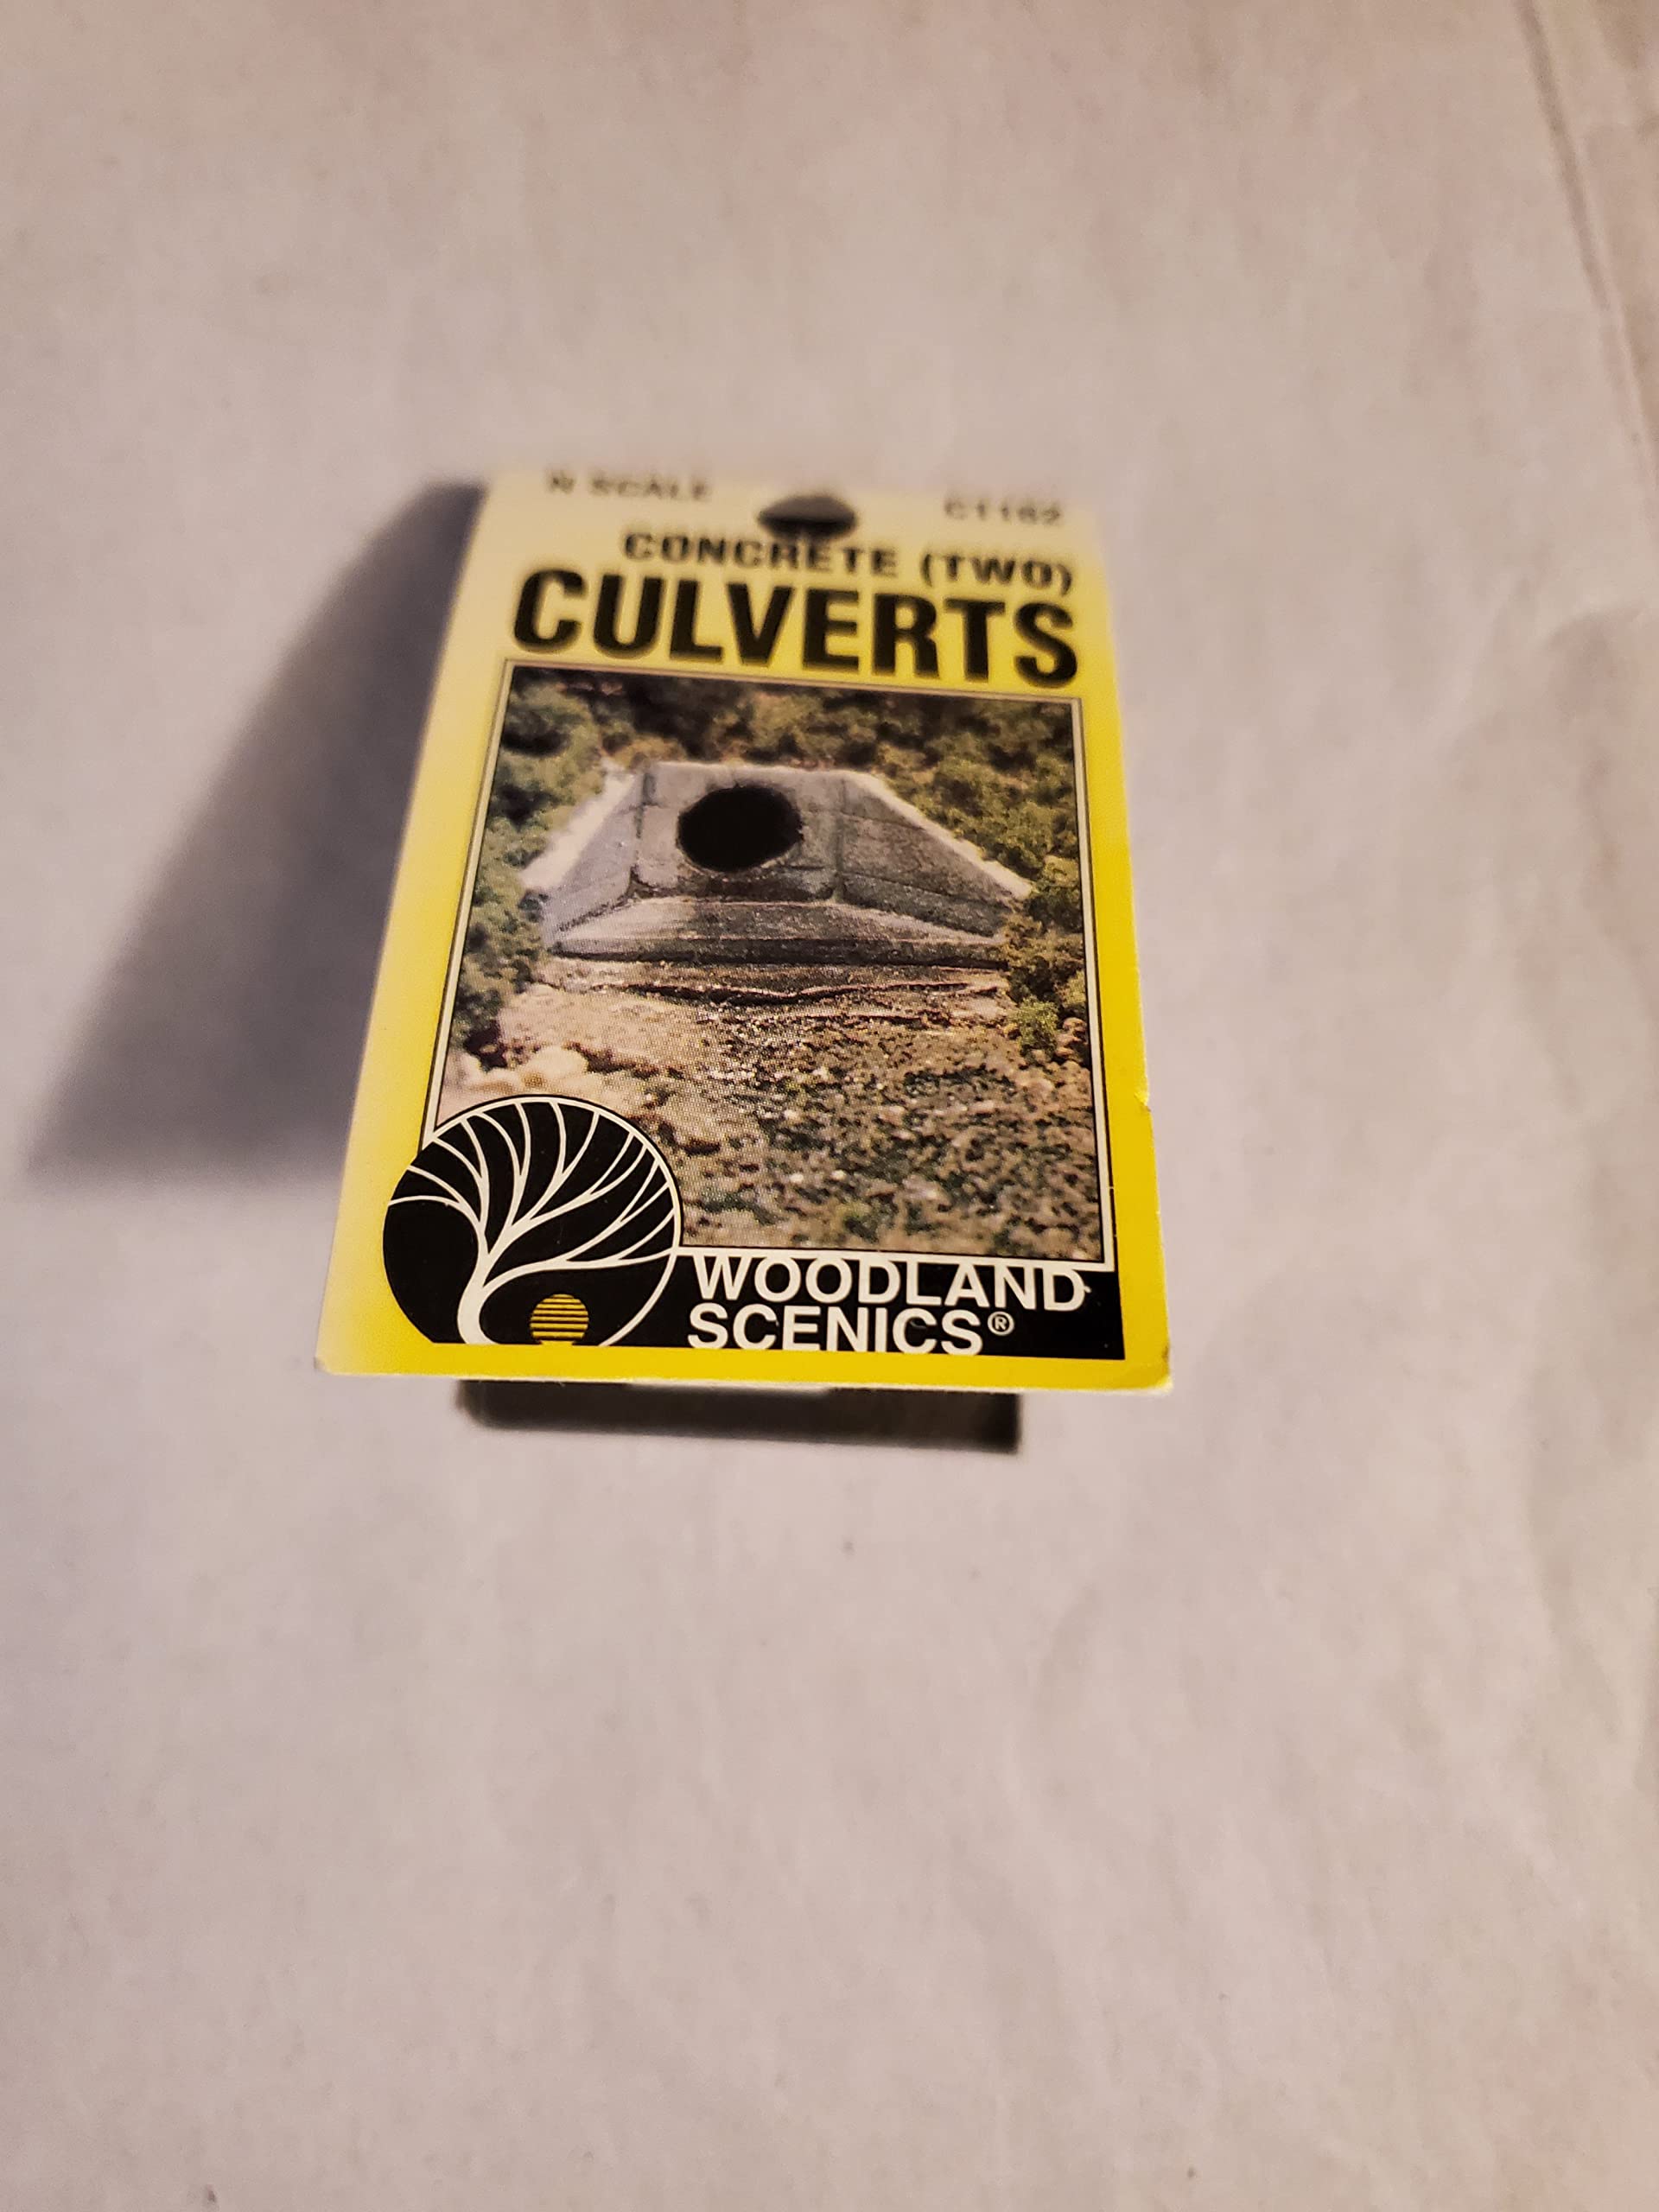 N SCALE C1162
CONCRETE (TWO)
CULVERTS
WOODLAND
SCENICS®